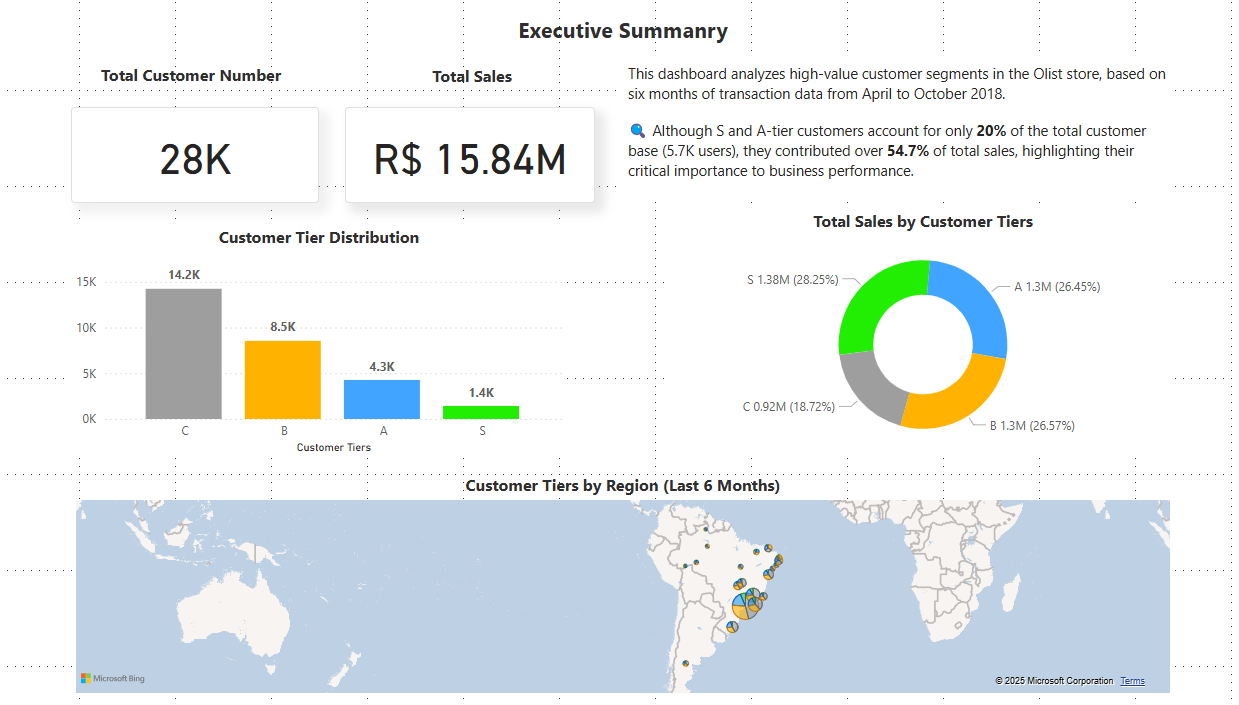 Executive Summanry
Total Customer Number
Total Sales
28K
R$ 15.84M
This dashboard analyzes high-value customer segments in the Olist store, based on
six months of transaction data from April to October 2018.
🔍 Although S and A-tier customers account for only 20% of the total customer
base (5.7K users), they contributed over 54.7% of total sales, highlighting their
critical importance to business performance.
Customer Tier Distribution
15K
10K
5K
0K
14.2K
8.5K
4.3K
1.4K
C
B
A
S
Customer Tiers
Total Sales by Customer Tiers
S 1.38M (28.25%)
A 1.3M (26.45%)
C 0.92M (18.72%)
B 1.3M (26.57%)
Customer Tiers by Region (Last 6 Months)
Microsoft Bing
© 2025 Microsoft Corporation Terms